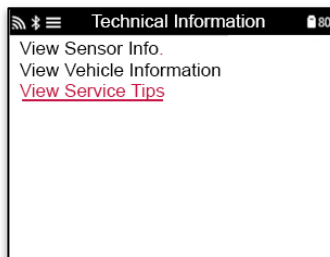 Technical Information 80
View Sensor Info.
View Vehicle Information
View Service Tips